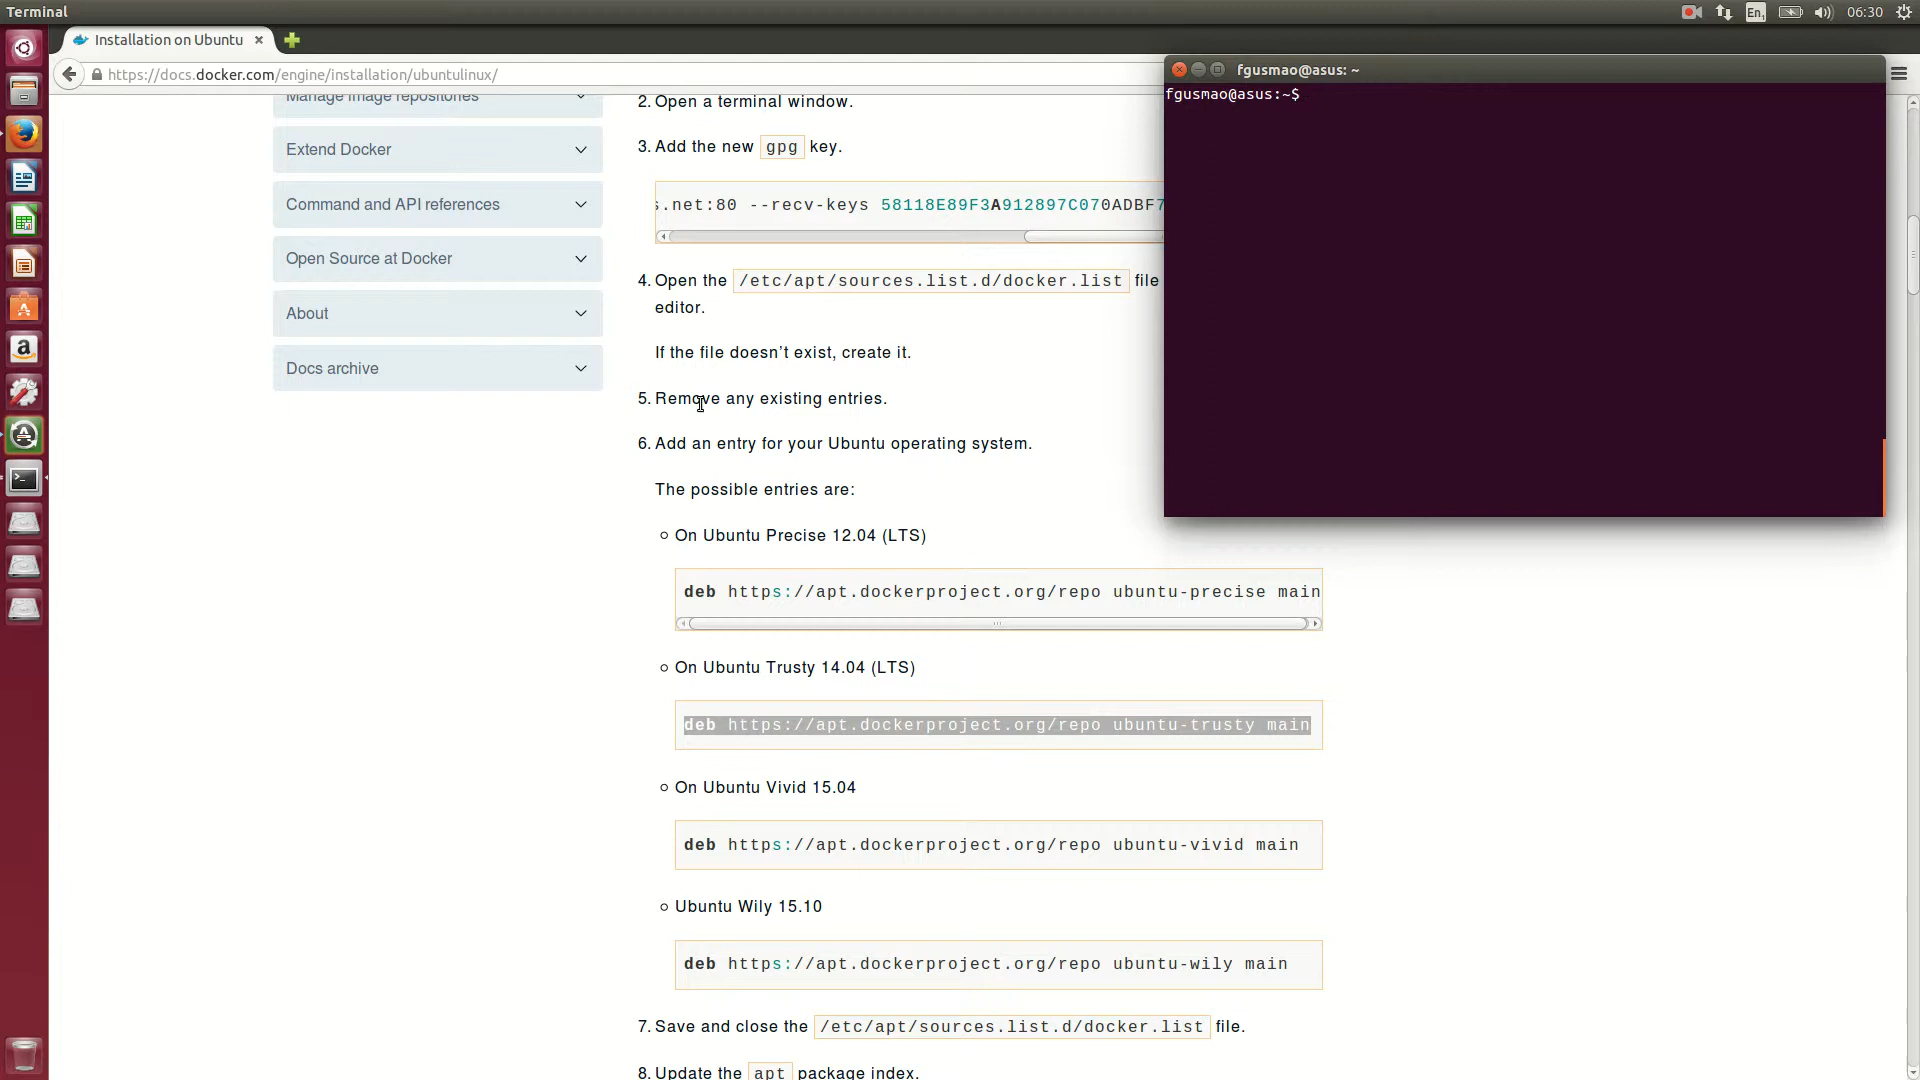 Terminal
En1
06:30
Installation on Ubuntu
https://docs.docker.com/engine/installation/ubuntulinux/
fgusmao@asus: ~
fgusmao@asus:~$
Manage image repositories
Extend Docker
Command and API references
Open Source at Docker
About
Docs archive
2. Open a terminal window.
3. Add the new gpg key.
s.net:80 --recv-keys 58118E89F3A912897C070ADBF7
4. Open the /etc/apt/sources.list.d/docker.list file
editor.
If the file doesn’t exist, create it.
5. Remove any existing entries.
6. Add an entry for your Ubuntu operating system.
The possible entries are:
On Ubuntu Precise 12.04 (LTS)
deb https://apt.dockerproject.org/repo ubuntu-precise main
On Ubuntu Trusty 14.04 (LTS)
deb https://apt.dockerproject.org/repo ubuntu-trusty main
On Ubuntu Vivid 15.04
deb https://apt.dockerproject.org/repo ubuntu-vivid main
Ubuntu Wily 15.10
deb https://apt.dockerproject.org/repo ubuntu-wily main
7. Save and close the /etc/apt/sources.list.d/docker.list file.
8. Update the apt package index.